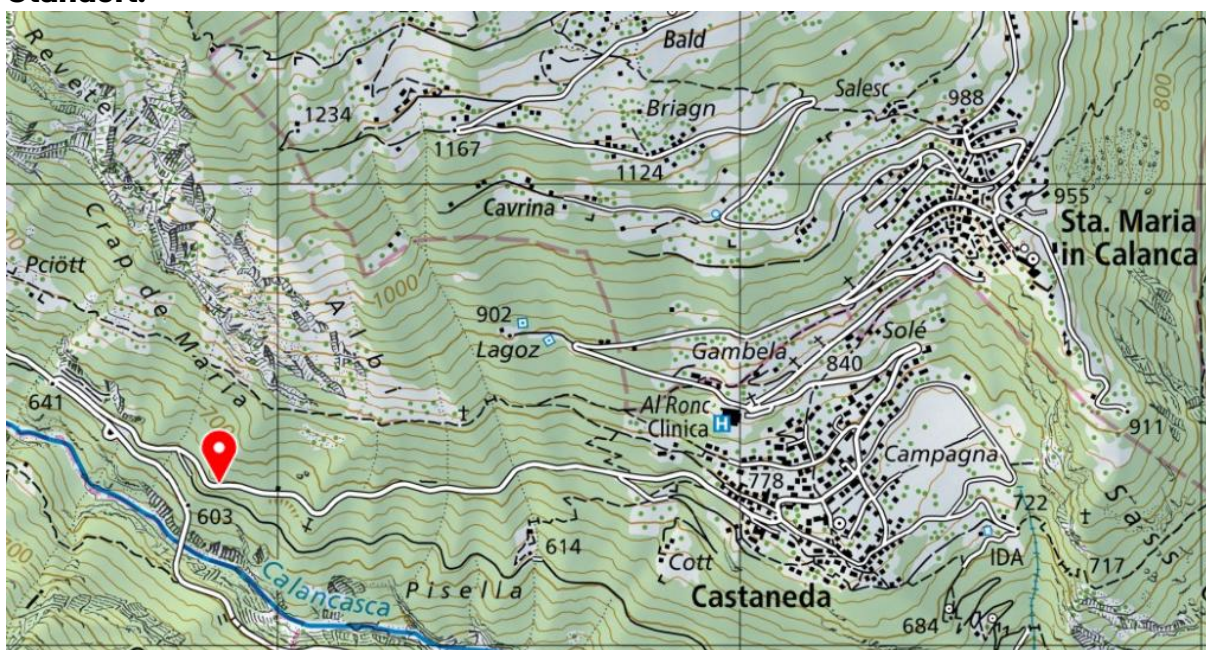 Standort:
Bald
1234
Briagn
Salesc
988
1167
1124
800
Cavrina
955
Sta. Maria
in Calanca
Pciött
Crap de Maria
Albi
1000
902
Lagoz
Gambela
Solé
840
Al Ronc
Clinica
H
911
641
700
Campagna
778
722
603
Calancasca
Pisella
614
Cott
IDA
717
Sass
Castaneda
684